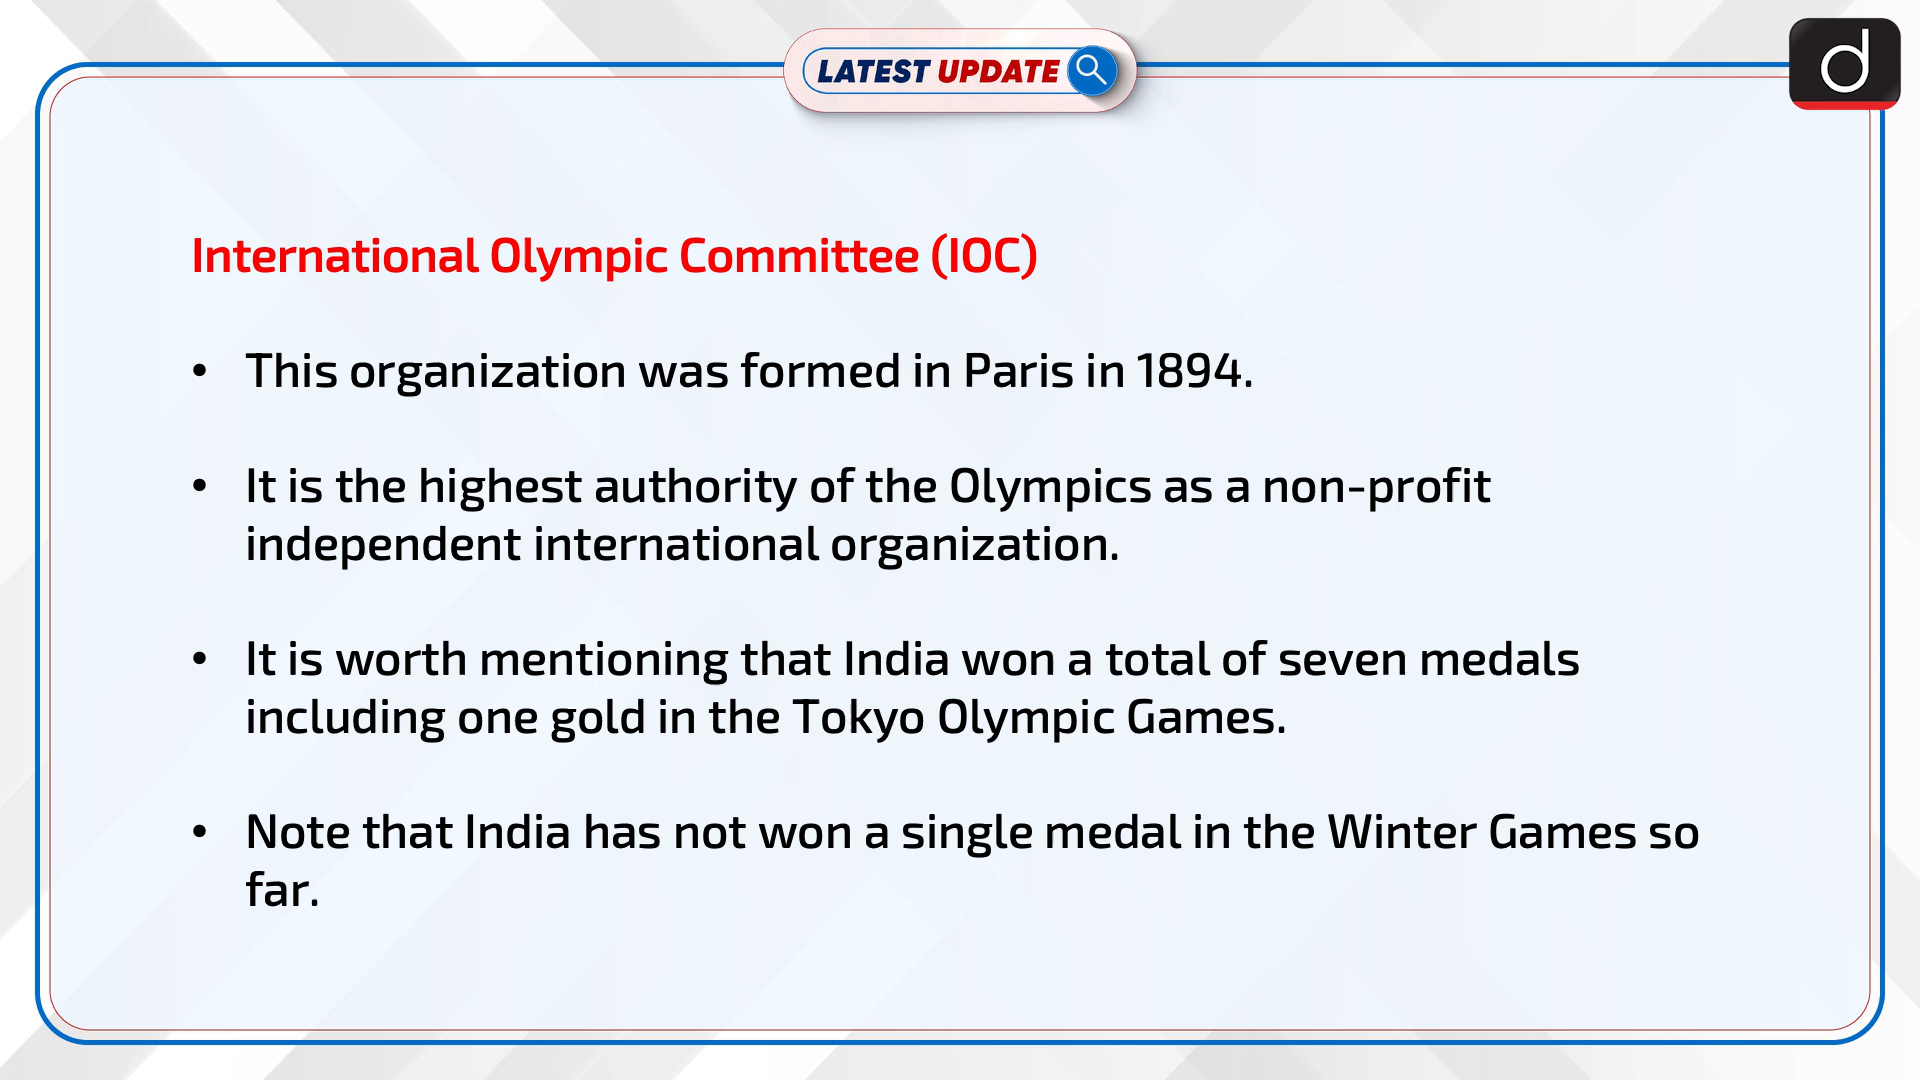 LATEST UPDATE
d
International Olympic Committee (IOC)
• This organization was formed in Paris in 1894.
• It is the highest authority of the Olympics as a non-profit
independent international organization.
• It is worth mentioning that India won a total of seven medals
including one gold in the Tokyo Olympic Games.
• Note that India has not won a single medal in the Winter Games so
far.